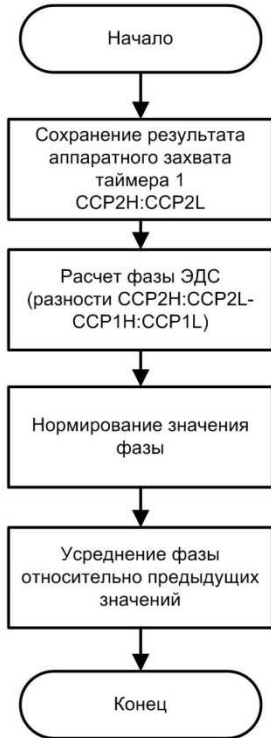 Начало
Сохранение результата
аппаратного захвата
таймера 1
CCP2H:CCP2L
Расчет фазы ЭДС
(разности CCP2H:CCP2L-
CCP1H:CCP1L)
Нормирование значения
фазы
Усреднение фазы
относительно предыдущих
значений
Конец